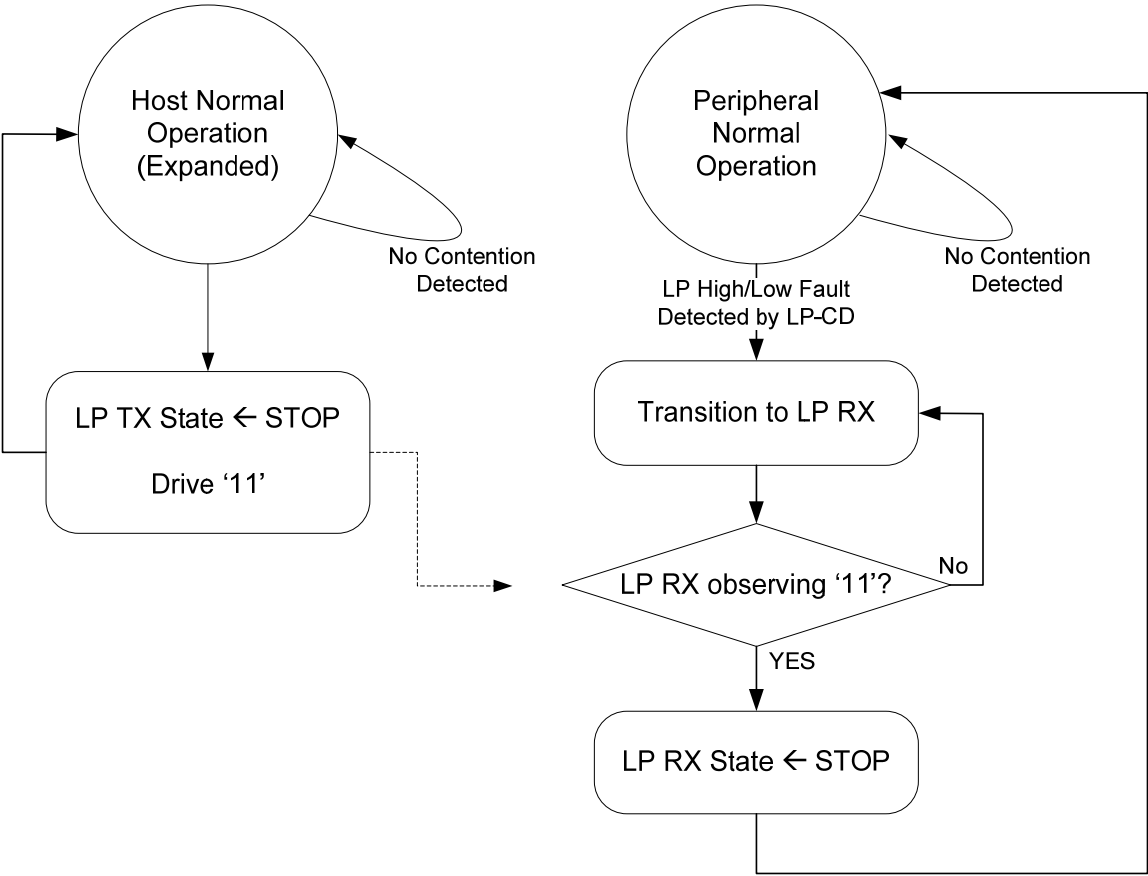 Host Normal
Operation
(Expanded)
No Contention
Detected
LP TX State ← STOP
Drive ‘11’
Peripheral
Normal
Operation
No Contention
Detected
LP High/Low Fault
Detected by LP-CD
Transition to LP RX
LP RX observing ‘11’?
No
YES
LP RX State ← STOP